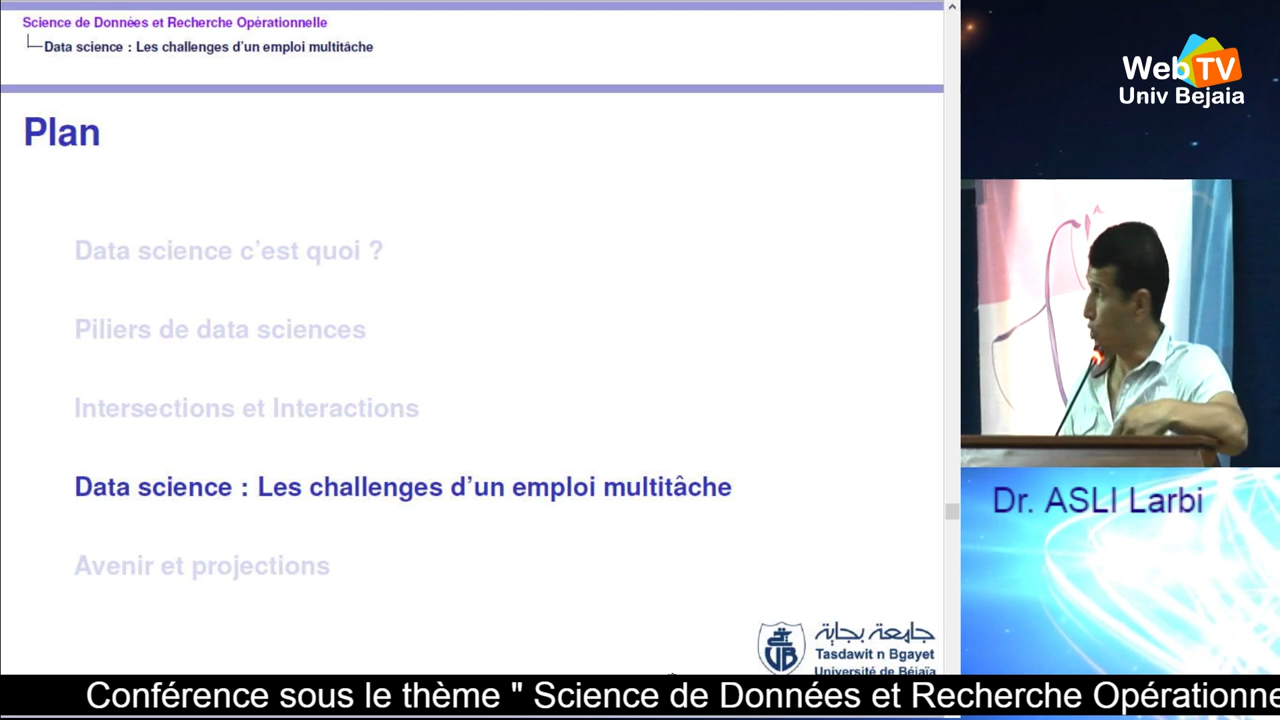 Science de Données et Recherche Opérationnelle
Data science : Les challenges d'un emploi multitâche
Plan
Data science c'est quoi ?
Piliers de data sciences
Intersections et Interactions
Data science : Les challenges d'un emploi multitâche
Avenir et projections
UB
جامعة بجاية
Tasdawit n Bgayet
Université de Béjaïa
Web TV
Univ Bejaia
Dr. ASLI Larbi
Conférence sous le thème " Science de Données et Recherche Opérationne